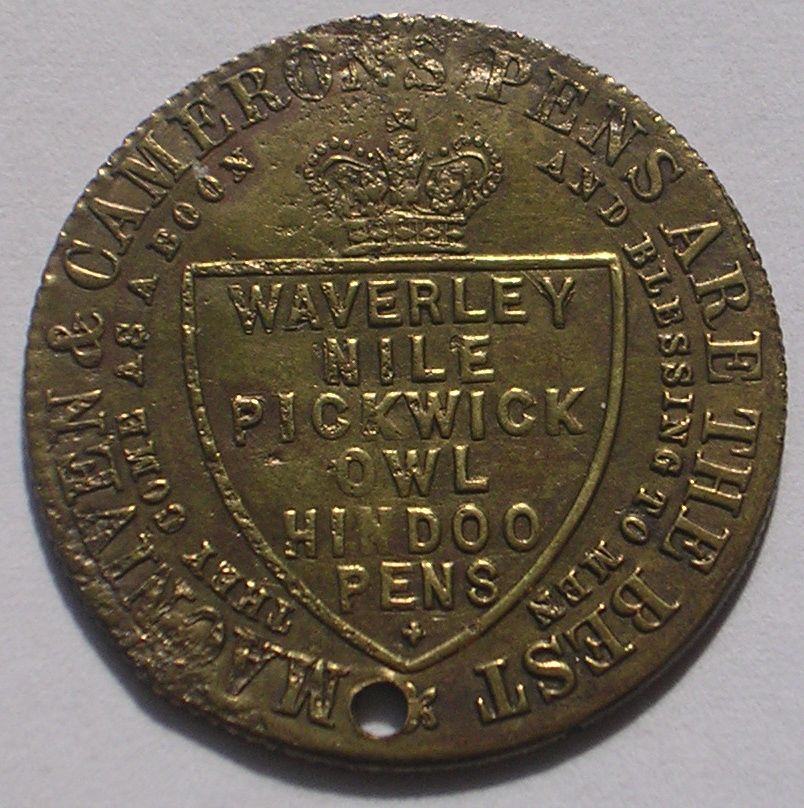 MACNIVEN & CAMERONS PENS ARE THE BEST
THEY COME AS A BOON AND BLESSING TO MEN
WAVERLEY
NILE
PICKWICK
OWL
HINDOO
PENS